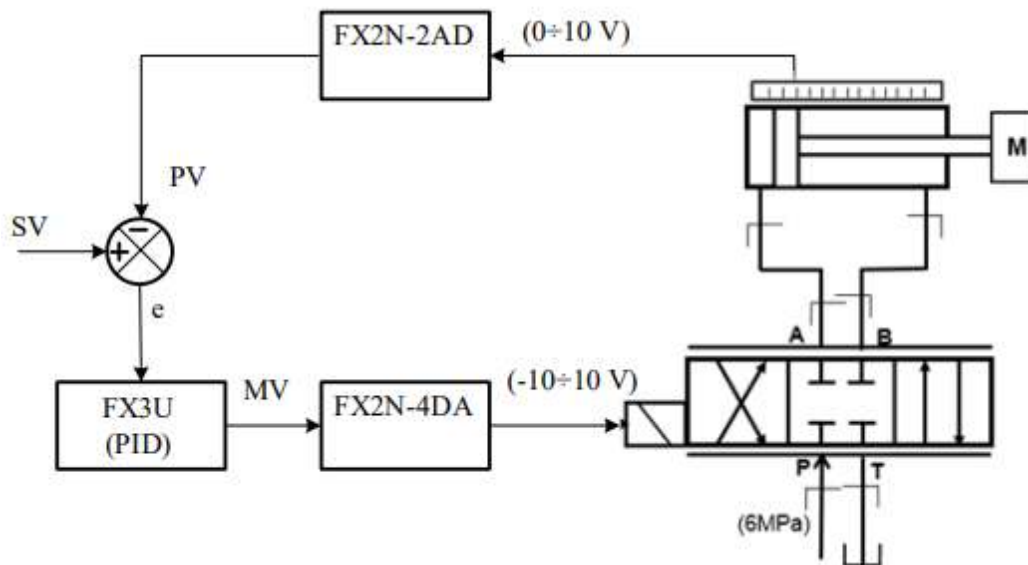 FX2N-2AD
(0÷10 V)
M
PV
SV
+
−
e
A
B
FX3U
(PID)
MV
FX2N-4DA
(-10÷10 V)
P
T
(6MPa)